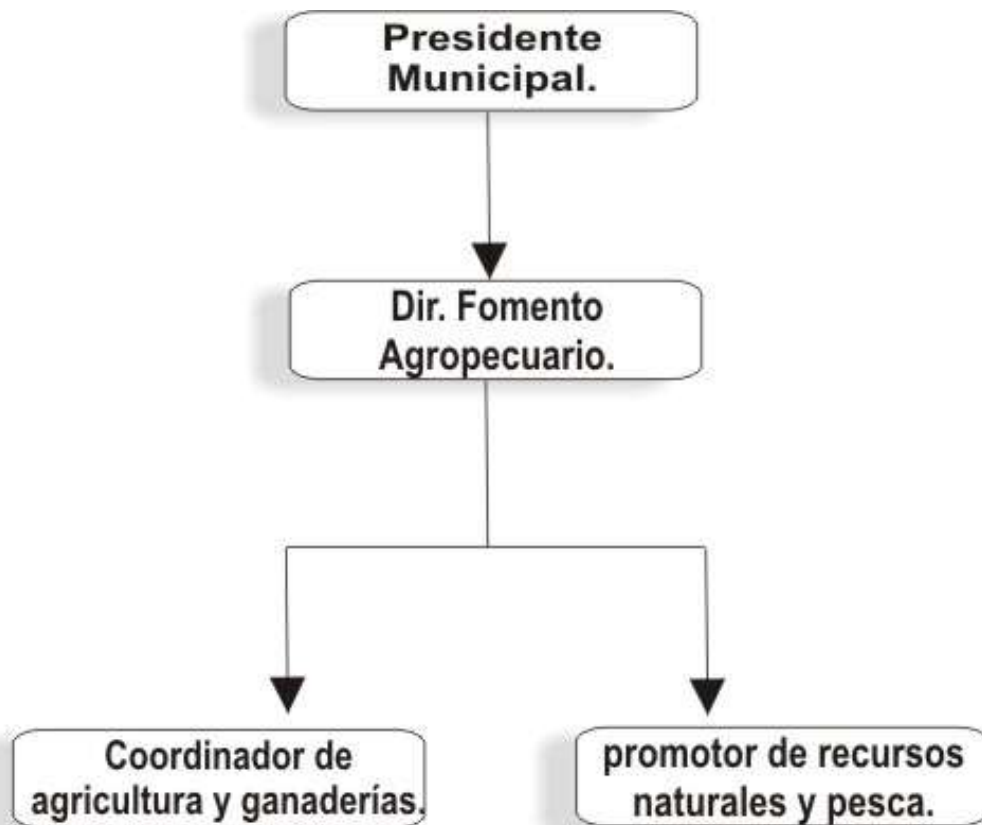 Presidente
Municipal.
Dir. Fomento
Agropecuario.
Coordinador de
agricultura y ganaderías.
promotor de recursos
naturales y pesca.